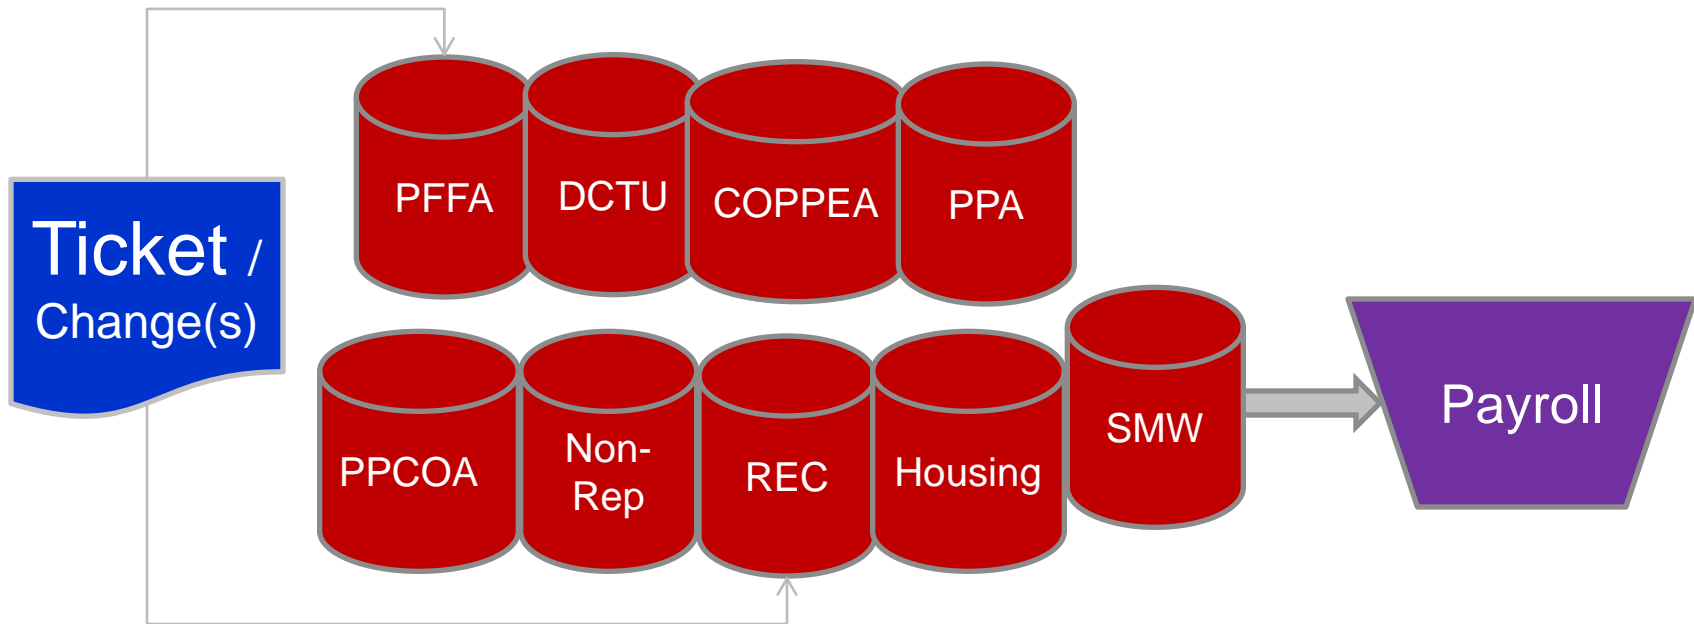 PFFA
DCTU
COPPEA
PPA
Ticket /
Change(s)
PPCOA
Non-
Rep
REC
Housing
SMW
Payroll